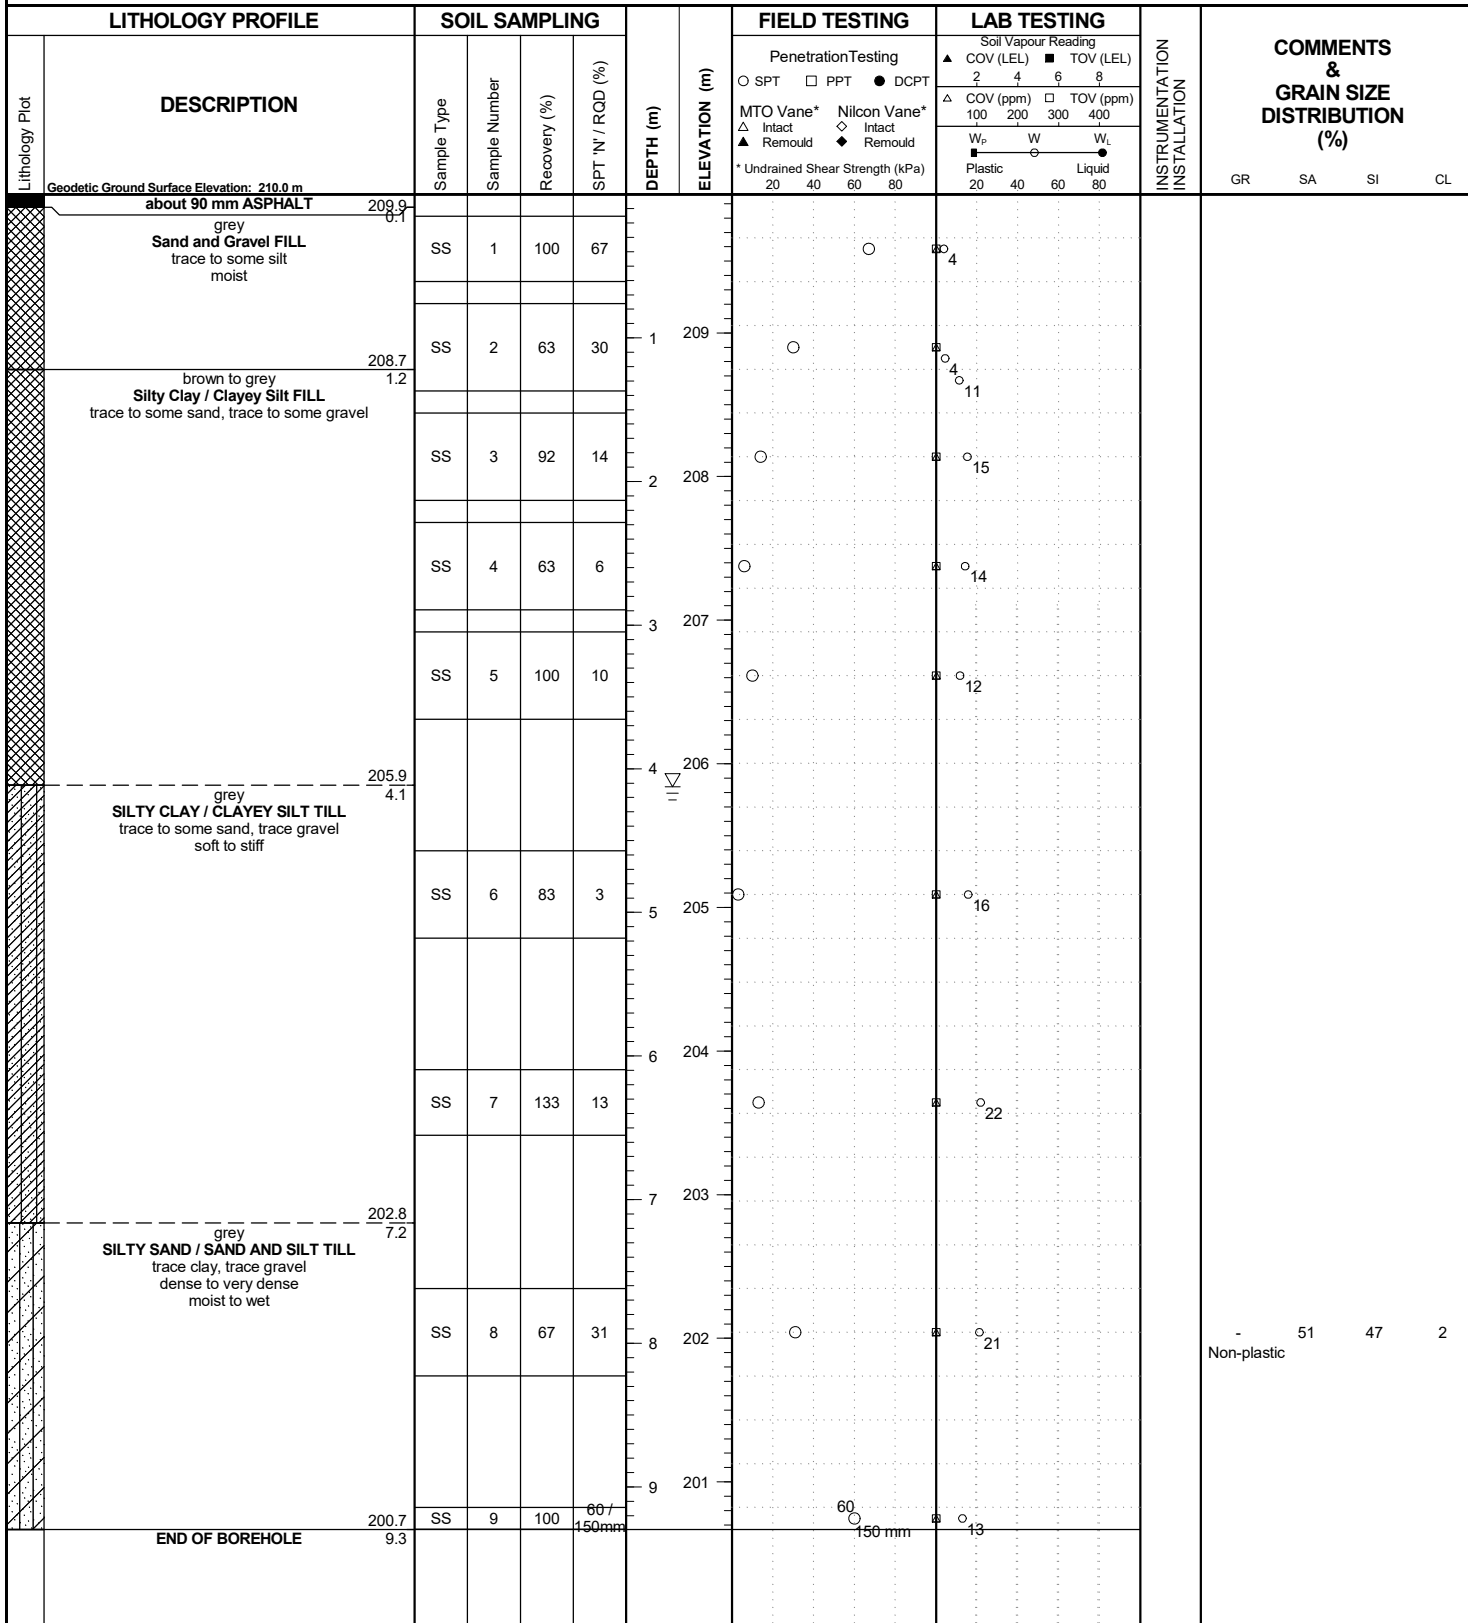 LITHOLOGY PROFILE
SOIL SAMPLING
FIELD TESTING
LAB TESTING
Lithology Plot
DESCRIPTION
Geodetic Ground Surface Elevation: 210.0 m
Sample Type
Sample Number
Recovery (%)
SPT 'N' / RQD (%)
DEPTH (m)
ELEVATION (m)
PenetrationTesting
○ SPT □ PPT ● DCPT
MTO Vane* Nilcon Vane*
△ Intact ◇ Intact
▲ Remould ◆ Remould
* Undrained Shear Strength (kPa)
20 40 60 80
Soil Vapour Reading
▲ COV (LEL) ■ TOV (LEL)
2 4 6 8
△ COV (ppm) □ TOV (ppm)
100 200 300 400
WP W WL
Plastic Liquid
20 40 60 80
INSTRUMENTATION
INSTALLATION
COMMENTS
&
GRAIN SIZE
DISTRIBUTION
(%)
GR SA SI CL
about 90 mm ASPHALT 209.9
0.1
grey
Sand and Gravel FILL
trace to some silt
moist
SS 1 100 67
4
1 209
SS 2 63 30
4
11
208.7
1.2
brown to grey
Silty Clay / Clayey Silt FILL
trace to some sand, trace to some gravel
SS 3 92 14
15
2 208
SS 4 63 6
14
3 207
SS 5 100 10
12
4 206
205.9
4.1
grey
SILTY CLAY / CLAYEY SILT TILL
trace to some sand, trace gravel
soft to stiff
SS 6 83 3
16
5 205
6 204
SS 7 133 13
22
7 203
202.8
7.2
grey
SILTY SAND / SAND AND SILT TILL
trace clay, trace gravel
dense to very dense
moist to wet
SS 8 67 31
21
8 202
- 51 47 2
Non-plastic
9 201
SS 9 100 60 /
150mm
60
150 mm
13
200.7
9.3
END OF BOREHOLE